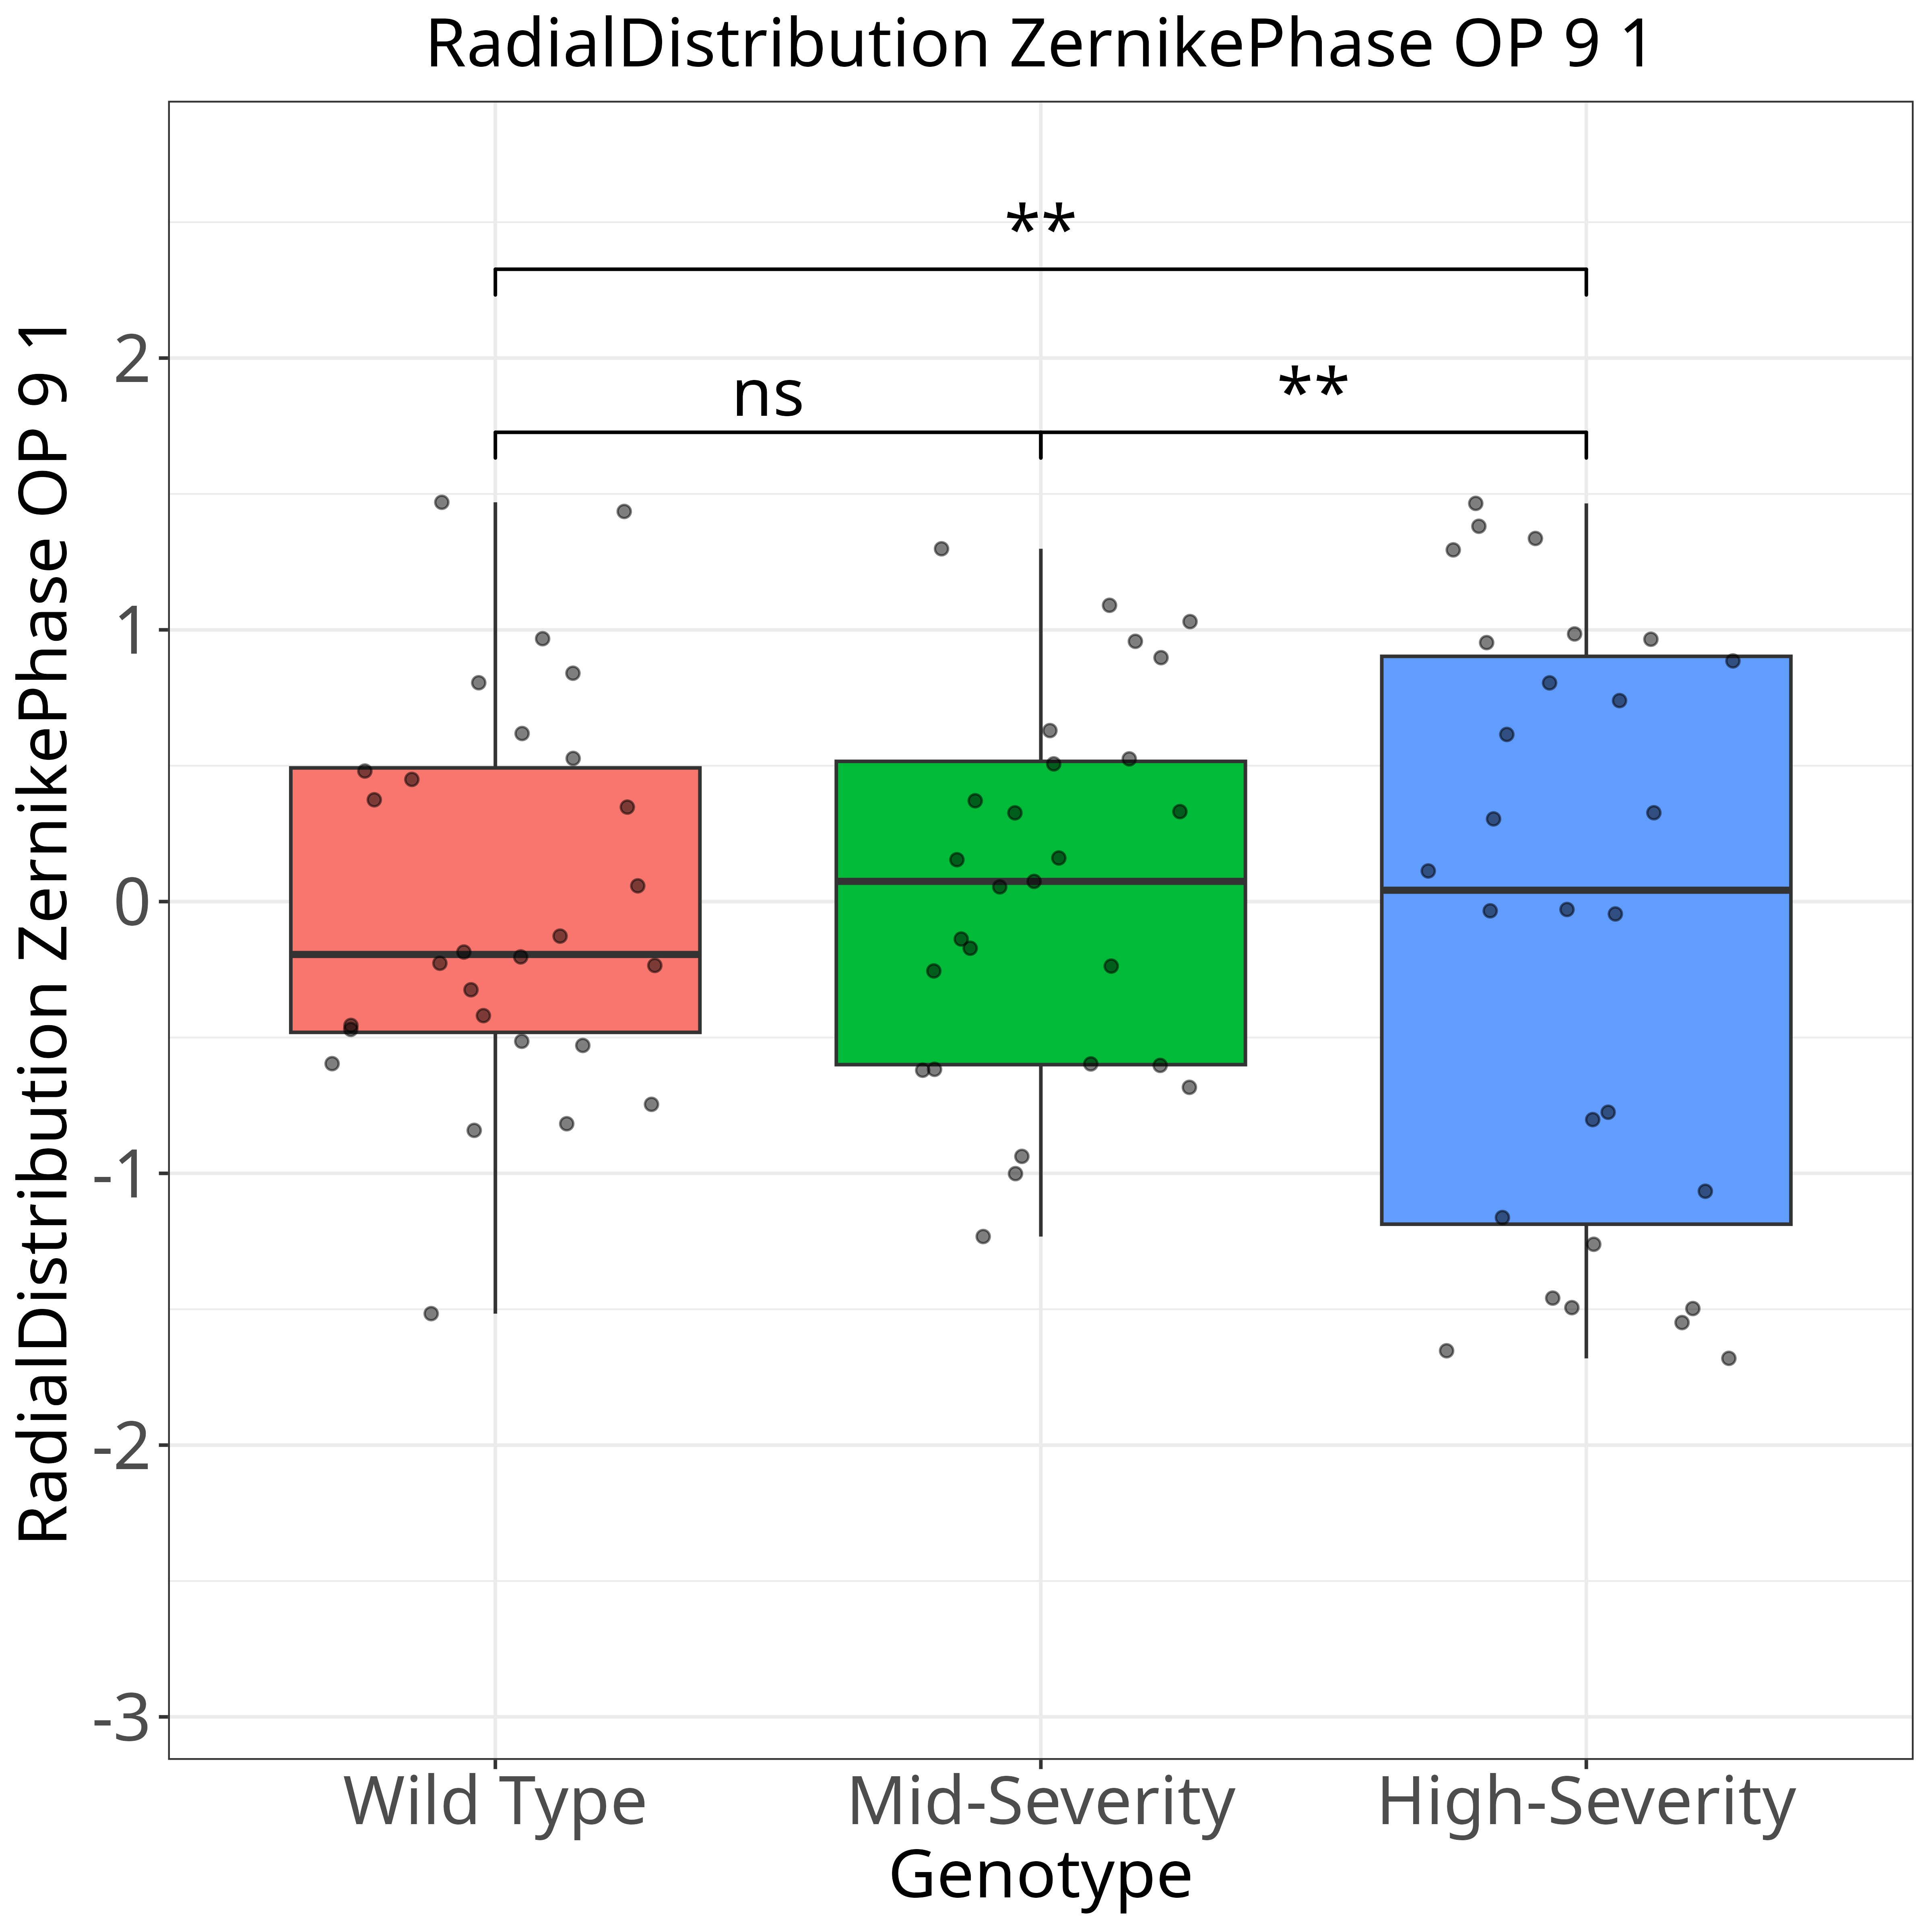 RadialDistribution ZernikePhase OP 9 1
RadialDistribution ZernikePhase OP 9 1
**
ns
**
2
1
0
-1
-2
-3
Wild Type
Mid-Severity
High-Severity
Genotype